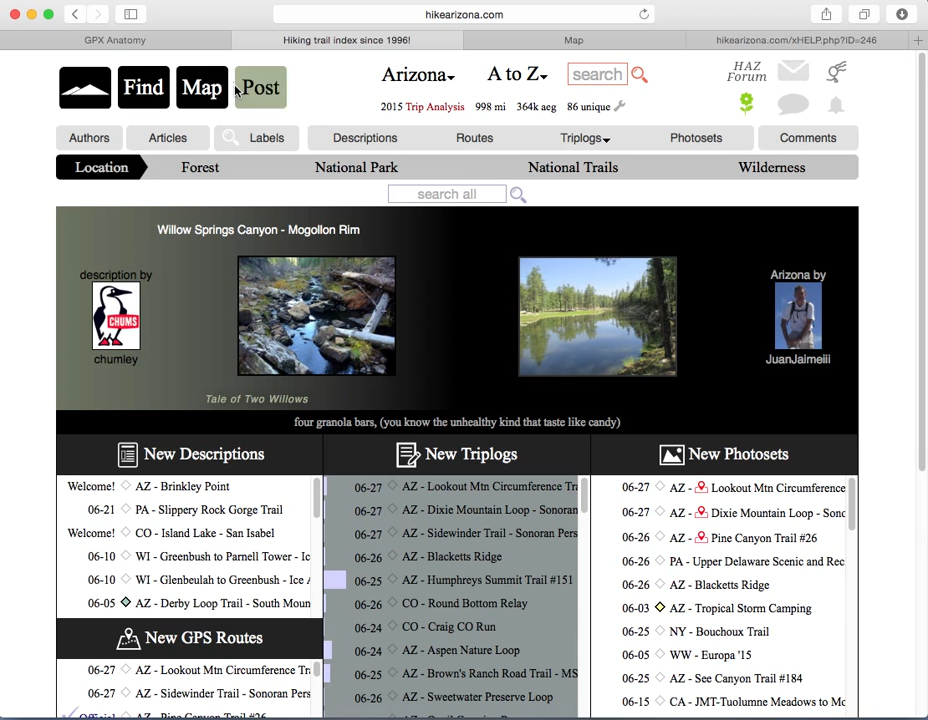 hikearizona.com
GPX Anatomy
Hiking trail index since 1996!
Map
hikearizona.com/xHELP.php?ID=246
Find
Map
Post
Arizona
A to Z
search
HAZ
Forum
2015 Trip Analysis 998 mi 364k aeg 86 unique
Authors
Articles
Labels
Descriptions
Routes
Triplogs
Photosets
Comments
Location
Forest
National Park
National Trails
Wilderness
search all
Willow Springs Canyon - Mogollon Rim
description by
CHUMS
chumley
Arizona by
JuanJaimeiii
Tale of Two Willows
four granola bars, (you know the unhealthy kind that taste like candy)
New Descriptions
Welcome! AZ - Brinkley Point
06-21 PA - Slippery Rock Gorge Trail
Welcome! CO - Island Lake - San Isabel
06-10 WI - Greenbush to Parnell Tower - Ic
06-10 WI - Glenbeulah to Greenbush - Ice A
06-05 AZ - Derby Loop Trail - South Moun
New GPS Routes
06-27 AZ - Lookout Mtn Circumference Tr
06-27 AZ - Sidewinder Trail - Sonoran Pers
Official AZ - Pine Canyon Trail #26
New Triplogs
06-27 AZ - Lookout Mtn Circumference Tra
06-27 AZ - Dixie Mountain Loop - Sonoran
06-27 AZ - Sidewinder Trail - Sonoran Pers
06-26 AZ - Blacketts Ridge
06-25 AZ - Humphreys Summit Trail #151
06-26 CO - Round Bottom Relay
06-24 CO - Craig CO Run
06-24 AZ - Aspen Nature Loop
06-25 AZ - Brown's Ranch Road Trail - MS
06-26 AZ - Sweetwater Preserve Loop
New Photosets
06-27 AZ - Lookout Mtn Circumference
06-27 AZ - Dixie Mountain Loop - Sono
06-26 AZ - Pine Canyon Trail #26
06-26 PA - Upper Delaware Scenic and Rec
06-26 AZ - Blacketts Ridge
06-03 AZ - Tropical Storm Camping
06-25 NY - Bouchoux Trail
06-05 WW - Europa '15
06-25 AZ - See Canyon Trail #184
06-15 CA - JMT-Tuolumne Meadows to M